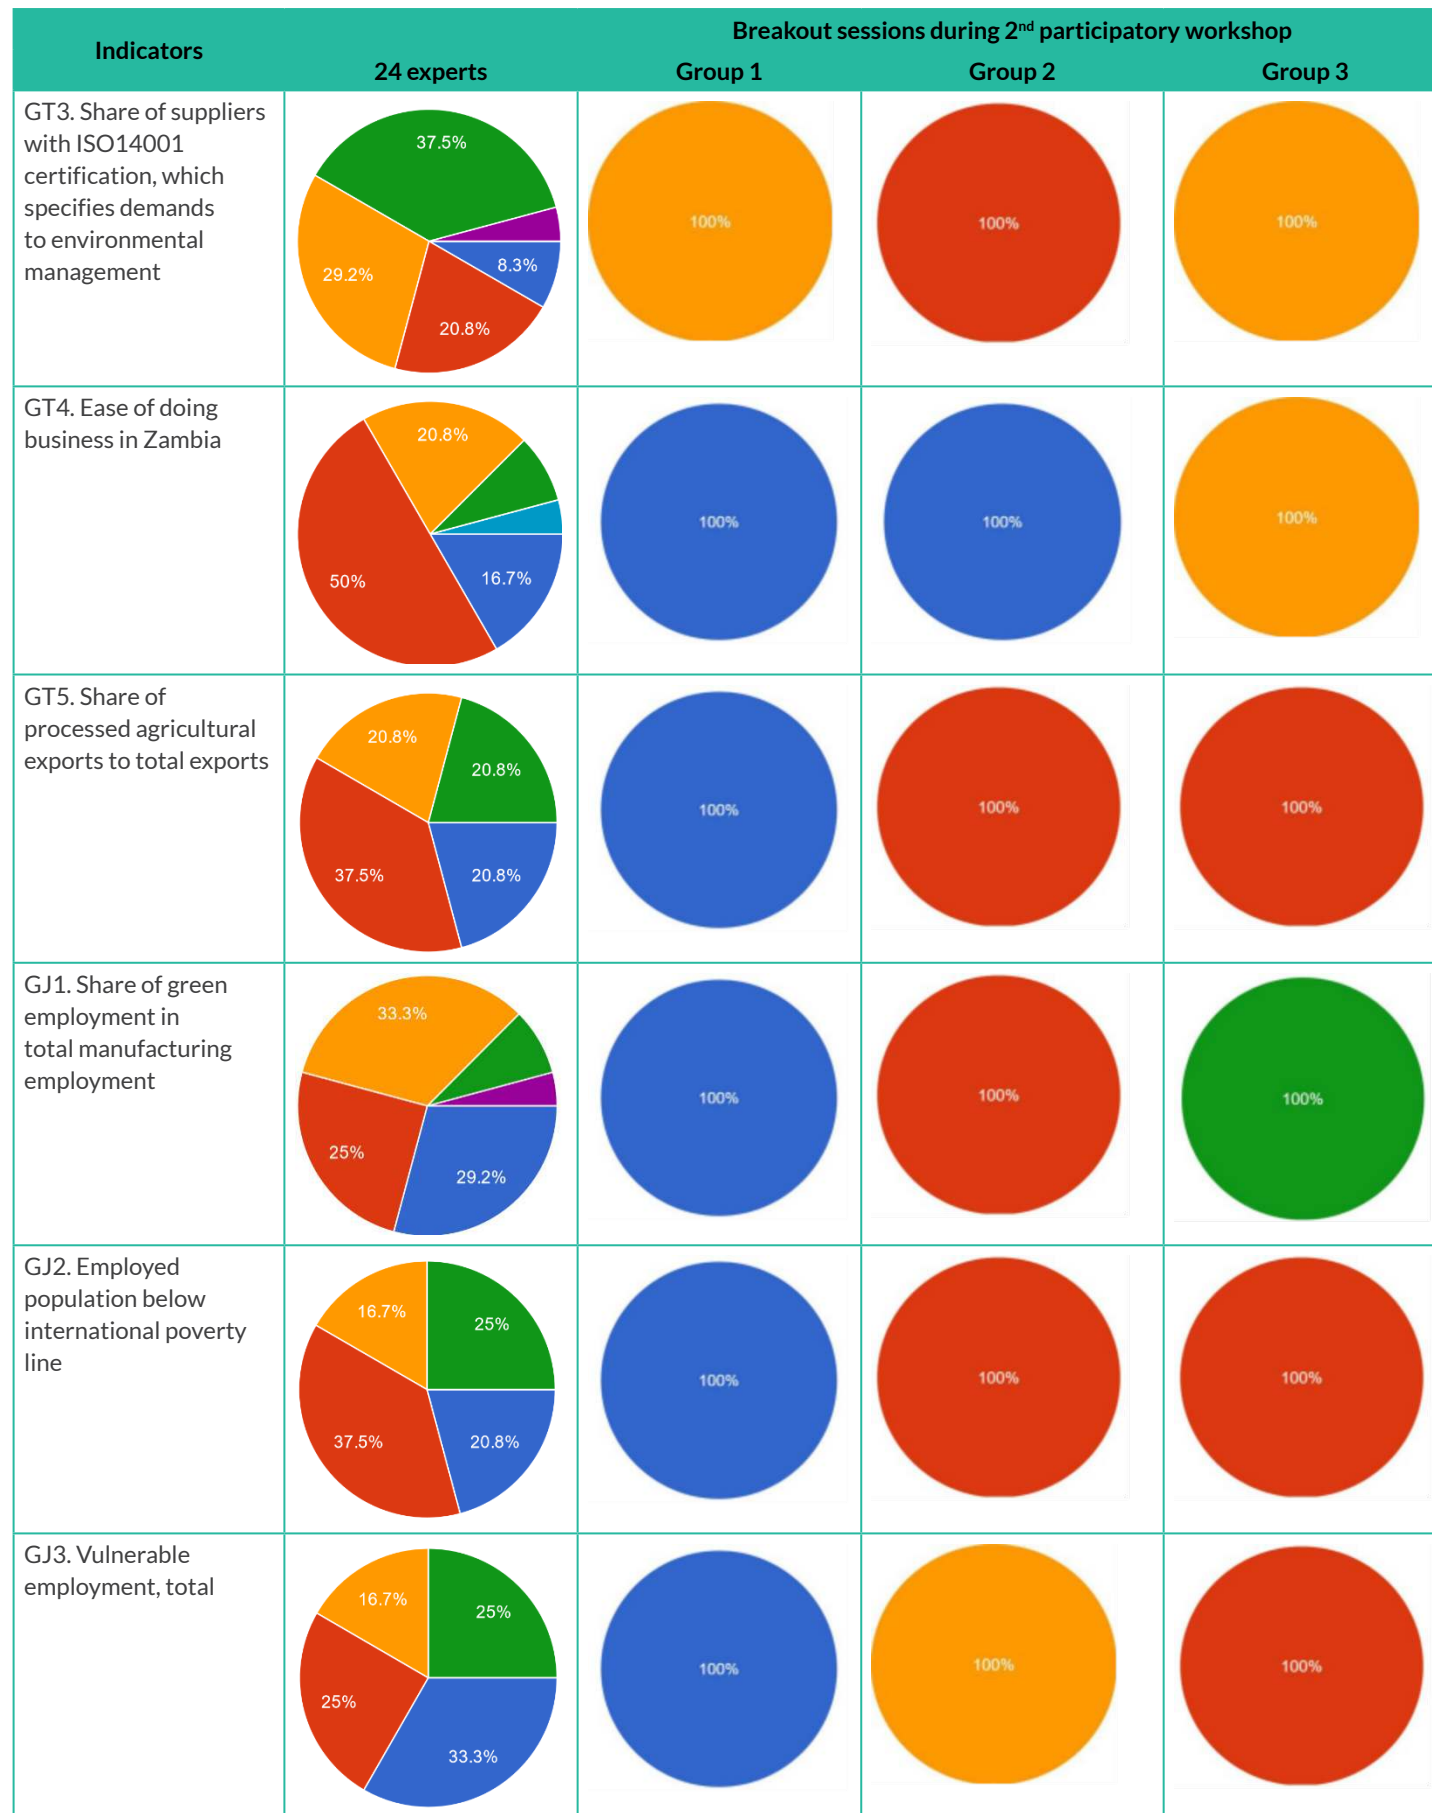 Indicators
Breakout sessions during 2nd participatory workshop
24 experts
Group 1
Group 2
Group 3
GT3. Share of suppliers
with ISO14001
certification, which
specifies demands
to environmental
management
37.5%
29.2%
8.3%
20.8%
100%
100%
100%
GT4. Ease of doing
business in Zambia
20.8%
50%
16.7%
100%
100%
100%
GT5. Share of
processed agricultural
exports to total exports
20.8%
20.8%
37.5%
20.8%
100%
100%
100%
GJ1. Share of green
employment in
total manufacturing
employment
33.3%
25%
29.2%
100%
100%
100%
GJ2. Employed
population below
international poverty
line
16.7%
25%
37.5%
20.8%
100%
100%
100%
GJ3. Vulnerable
employment, total
16.7%
25%
25%
33.3%
100%
100%
100%